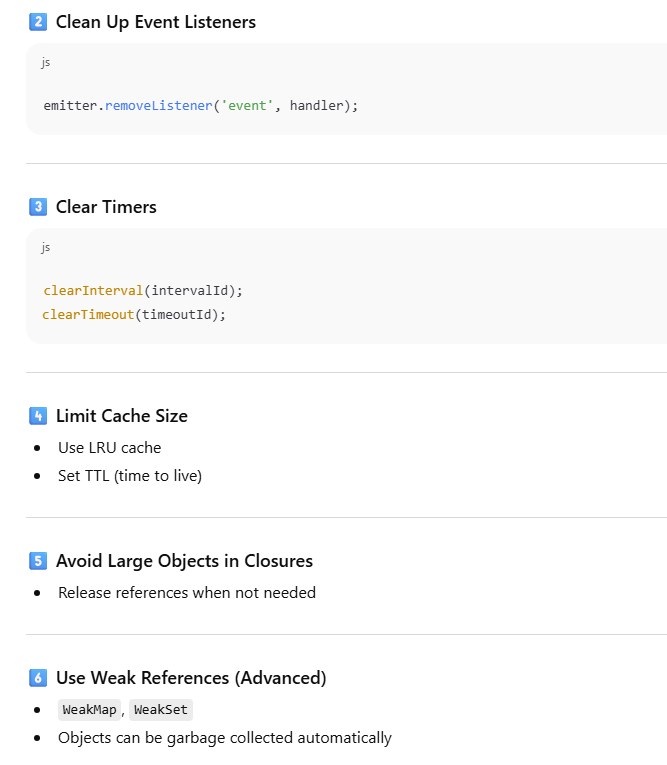 2 Clean Up Event Listeners
js
emitter.removeListener('event', handler);
3 Clear Timers
js
clearInterval(intervalId);
clearTimeout(timeoutId);
4 Limit Cache Size
• Use LRU cache
• Set TTL (time to live)
5 Avoid Large Objects in Closures
• Release references when not needed
6 Use Weak References (Advanced)
• WeakMap, WeakSet
• Objects can be garbage collected automatically